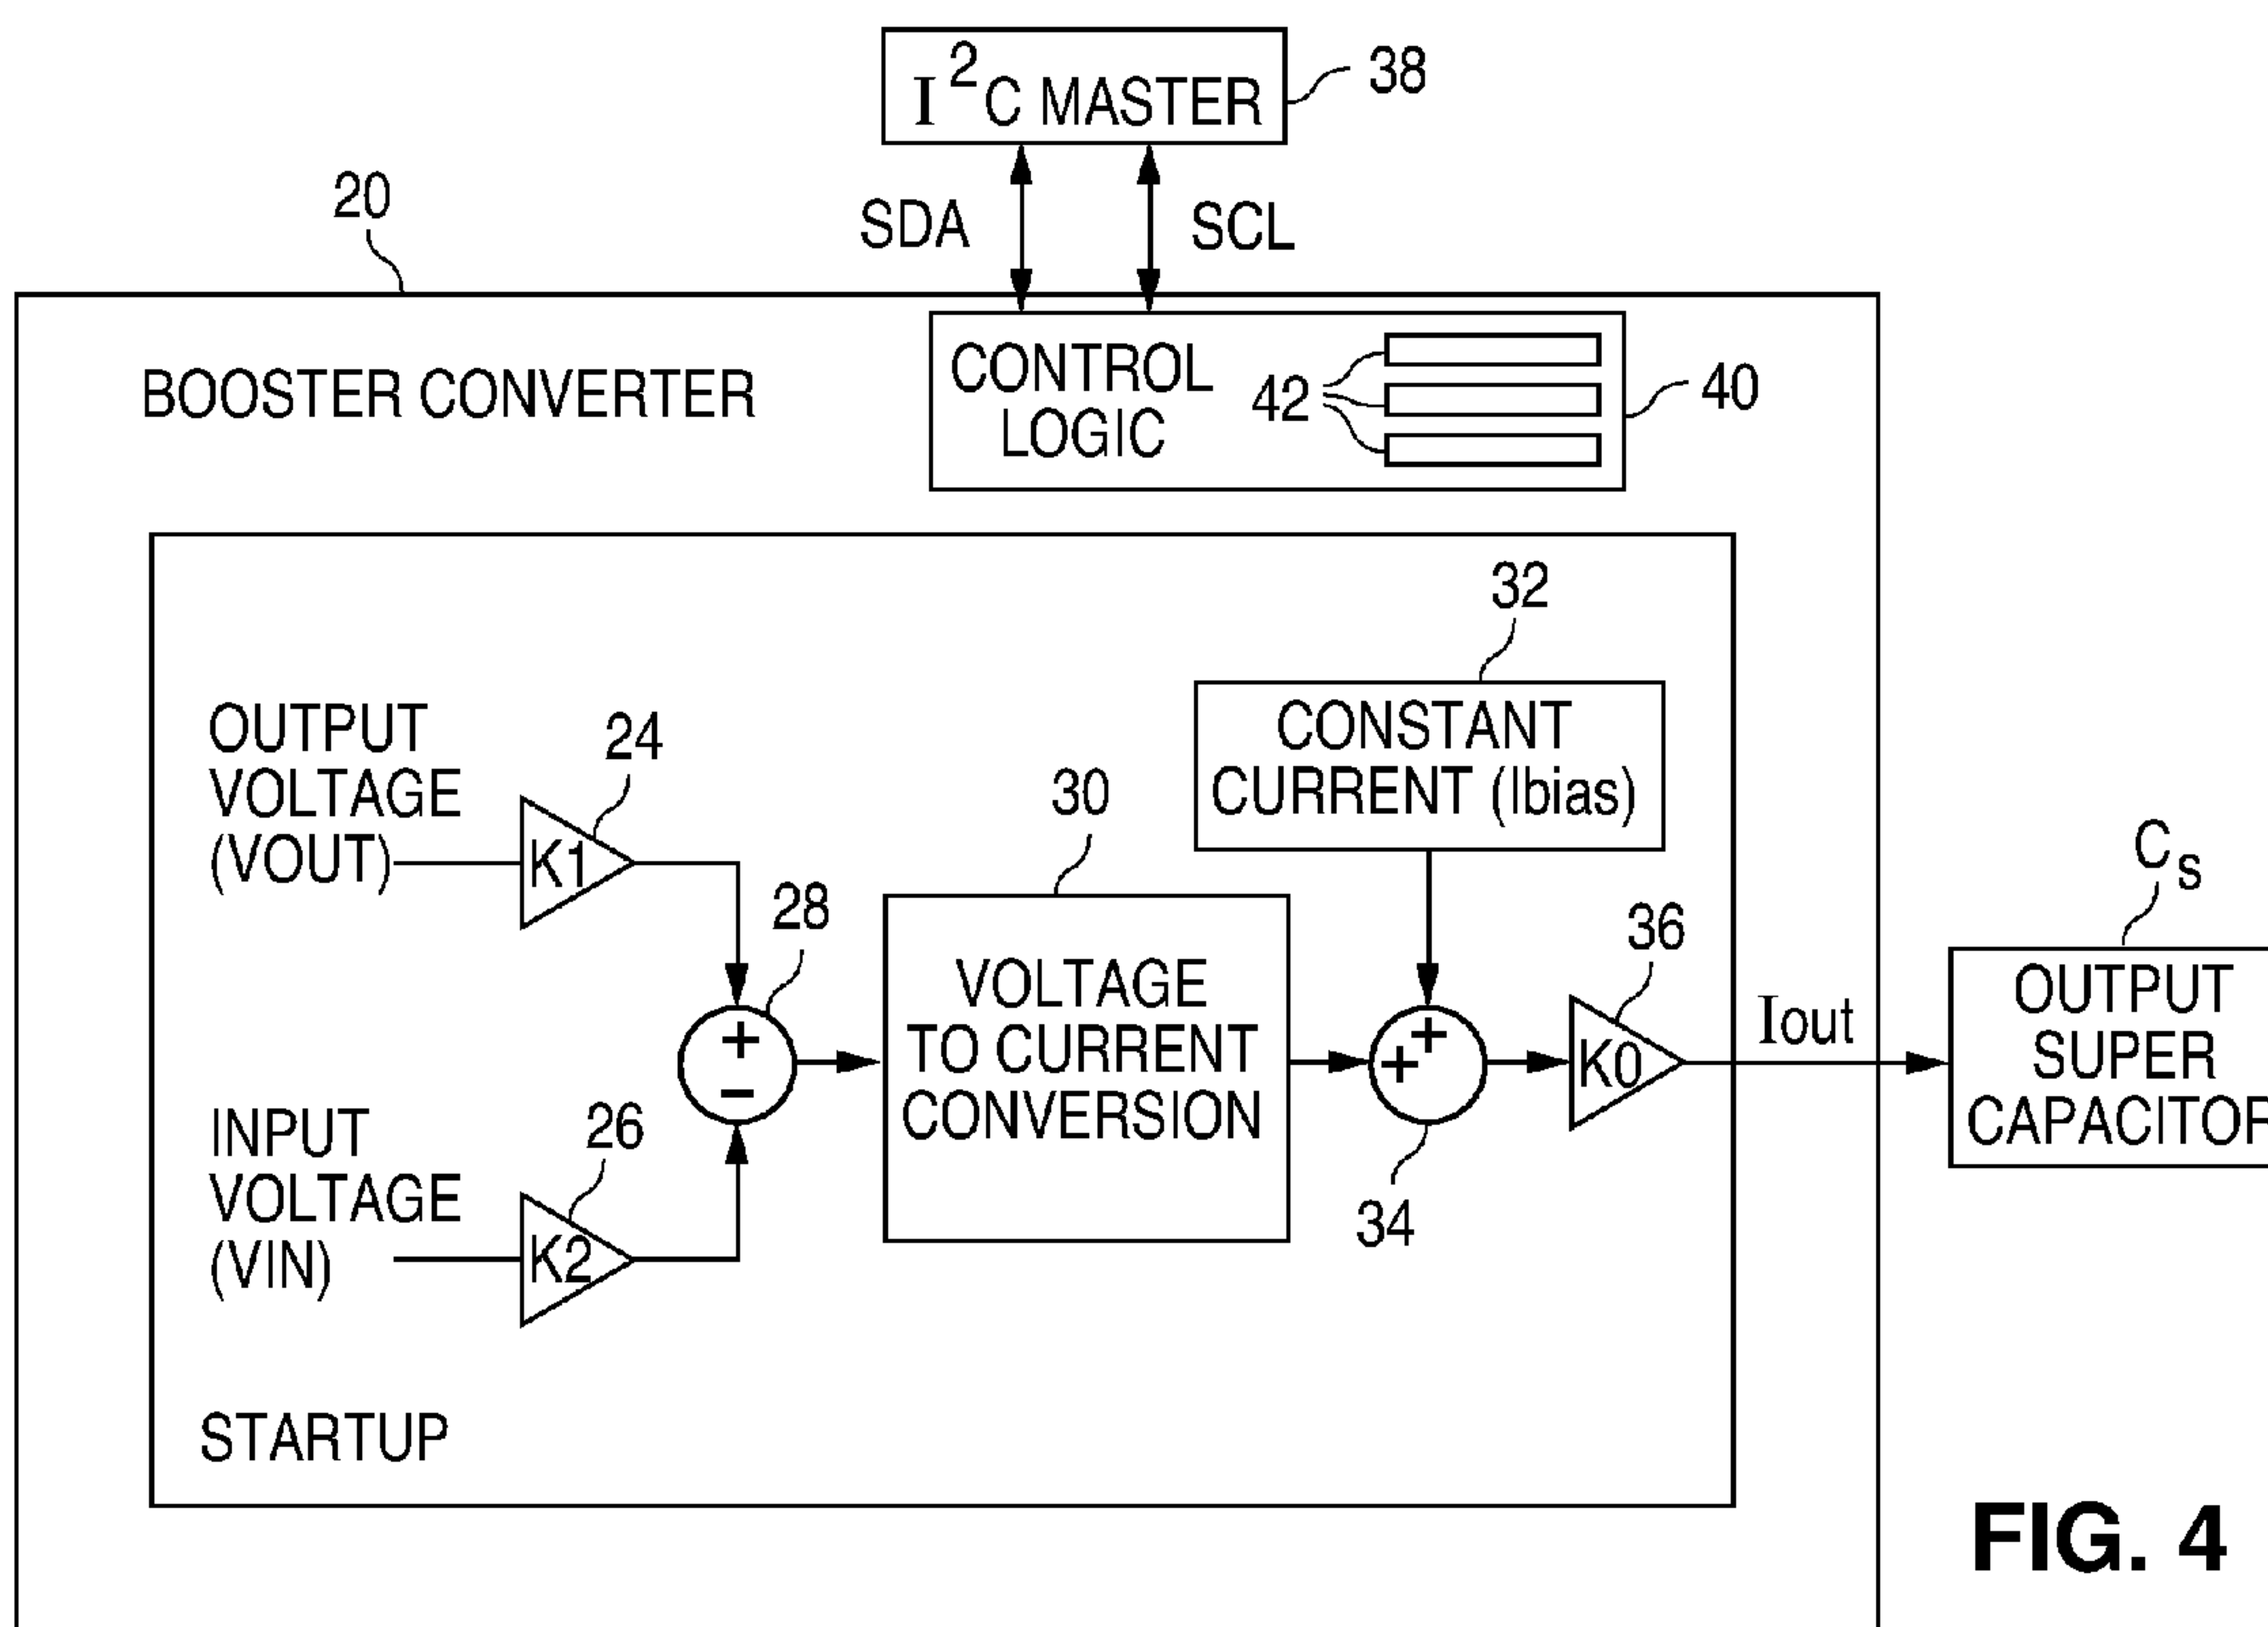 I²C MASTER
38
20
SDA
SCL
BOOSTER CONVERTER
CONTROL
LOGIC
42
40
32
CONSTANT
CURRENT (Ibias)
OUTPUT
VOLTAGE
(VOUT)
24
K1
30
28
VOLTAGE
TO CURRENT
CONVERSION
+
−
+
+
36
K0
Iout
Cs
OUTPUT
SUPER
CAPACITOR
INPUT
VOLTAGE
(VIN)
26
K2
34
STARTUP
FIG. 4